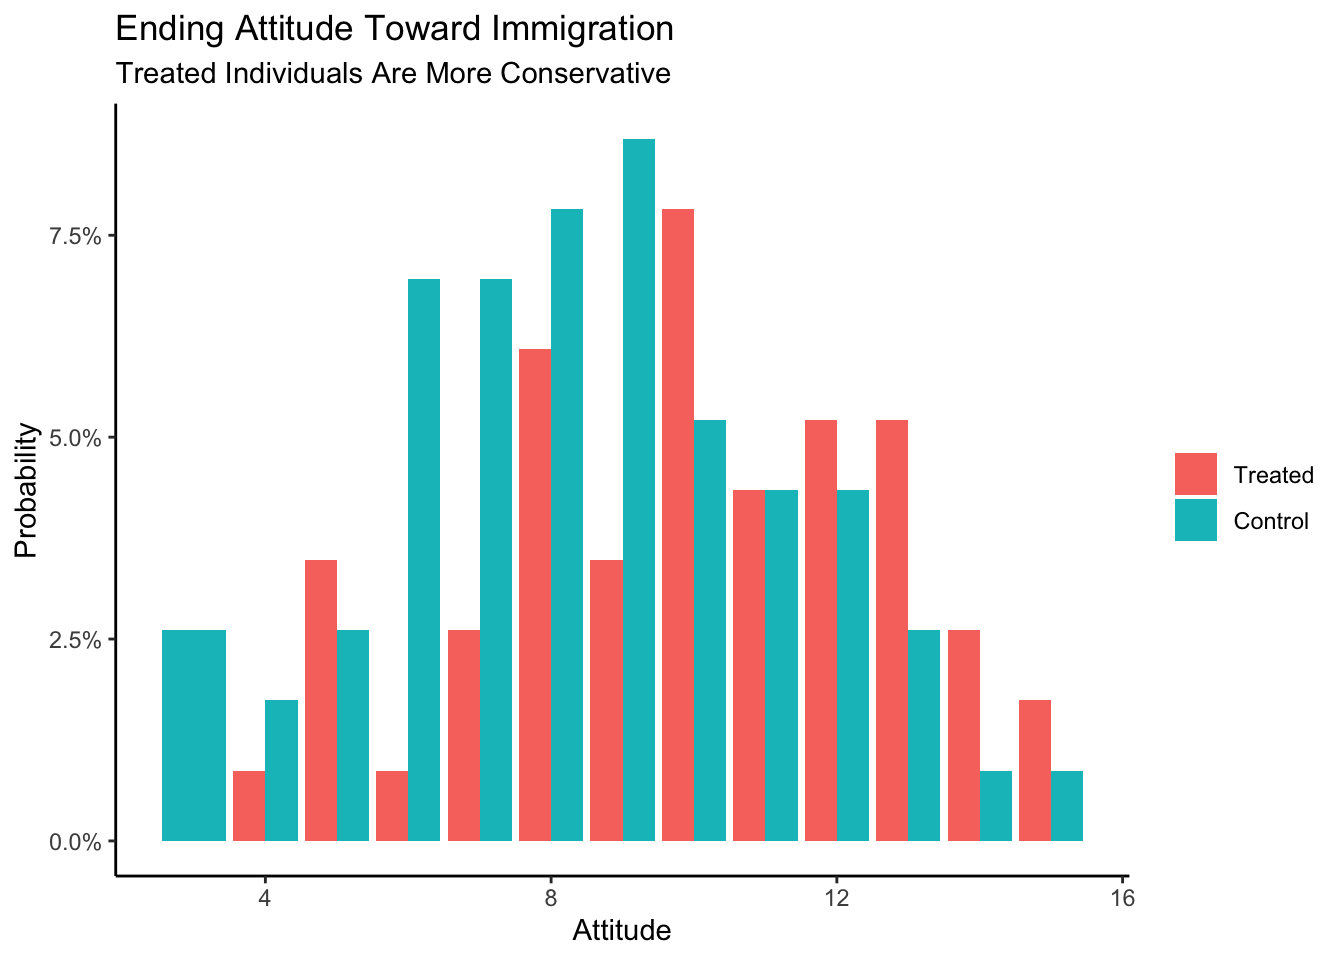 Ending Attitude Toward Immigration
Treated Individuals Are More Conservative
Probability
7.5%
5.0%
2.5%
0.0%
4 8 12 16
Attitude
Treated
Control